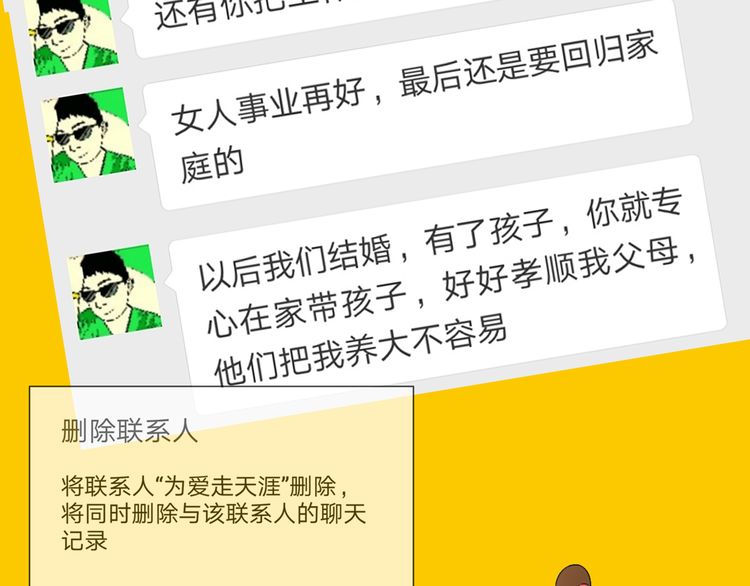 还有你把工作
女人事业再好，最后还是要回归家
庭的
以后我们结婚，有了孩子，你就专
心在家带孩子，好好孝顺我父母，
他们把我养大不容易
删除联系人
将联系人“为爱走天涯”删除，
将同时删除与该联系人的聊天
记录